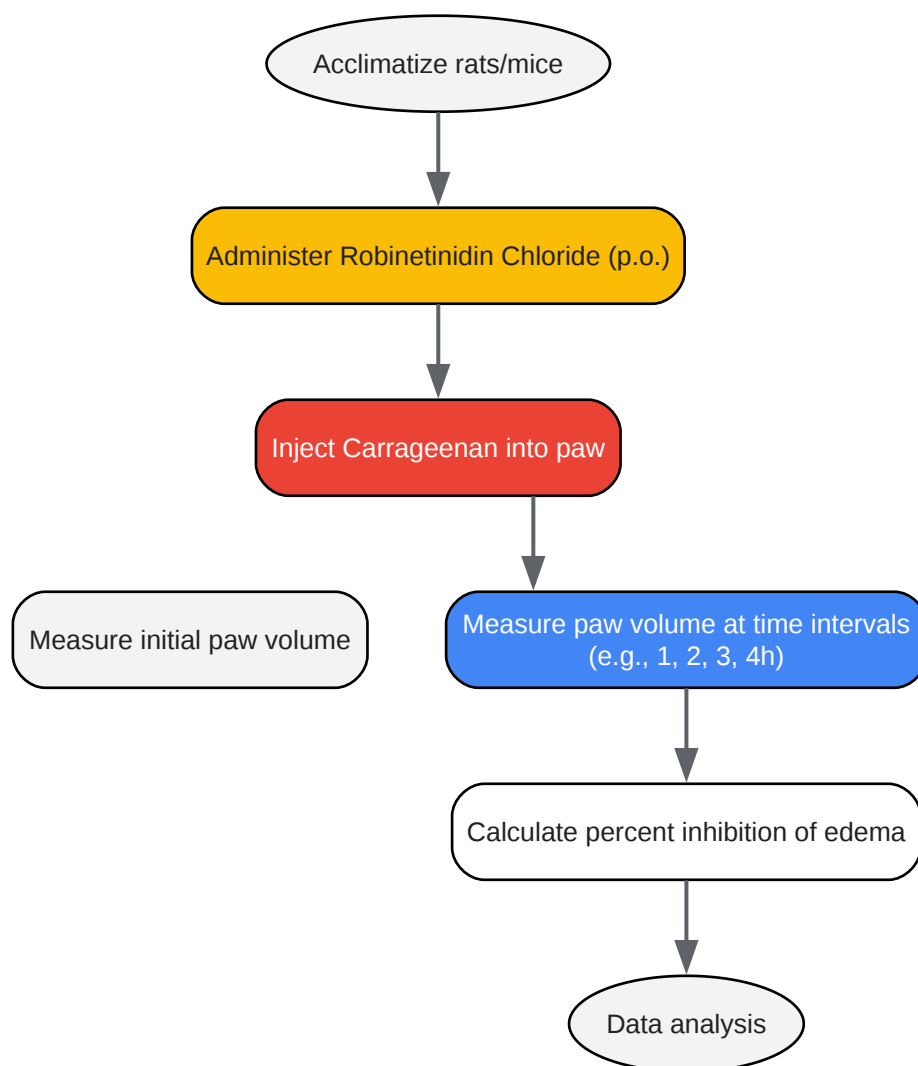 Acclimatize rats/mice
Administer Robinetinidin Chloride (p.o.)
Inject Carrageenan into paw
Measure initial paw volume
Measure paw volume at time intervals
(e.g., 1, 2, 3, 4h)
Calculate percent inhibition of edema
Data analysis